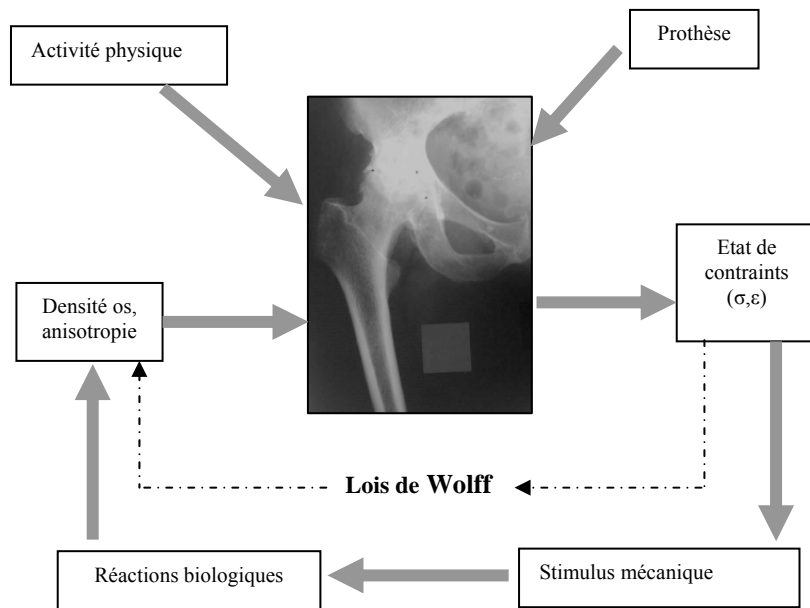 Activité physique
Prothèse
Etat de
contraints
(σ,ε)
Densité os,
anisotropie
Lois de Wolff
Réactions biologiques
Stimulus mécanique